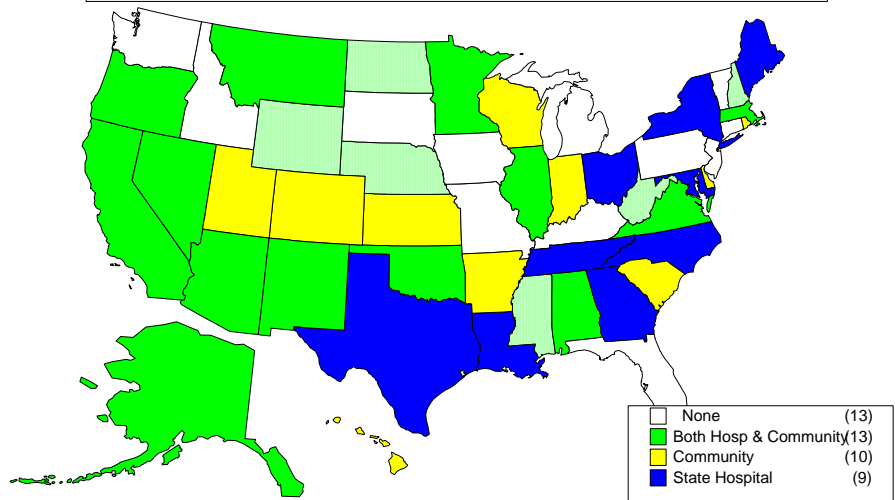 None (13)
Both Hosp & Community (13)
Community (10)
State Hospital (9)